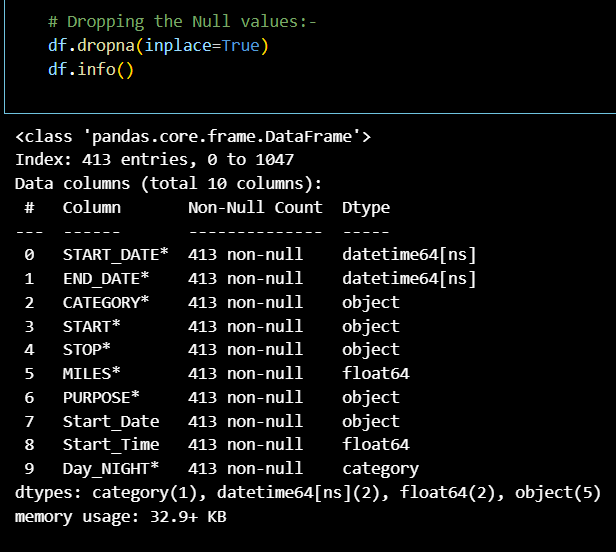 # Dropping the Null values:-
df.dropna(inplace=True)
df.info()
<class 'pandas.core.frame.DataFrame'>
Index: 413 entries, 0 to 1047
Data columns (total 10 columns):
 #   Column       Non-Null Count  Dtype
---  ------       --------------  -----
 0   START_DATE*  413 non-null    datetime64[ns]
 1   END_DATE*    413 non-null    datetime64[ns]
 2   CATEGORY*    413 non-null    object
 3   START*       413 non-null    object
 4   STOP*        413 non-null    object
 5   MILES*       413 non-null    float64
 6   PURPOSE*     413 non-null    object
 7   Start_Date   413 non-null    object
 8   Start_Time   413 non-null    float64
 9   Day_NIGHT*   413 non-null    category
dtypes: category(1), datetime64[ns](2), float64(2), object(5)
memory usage: 32.9+ KB